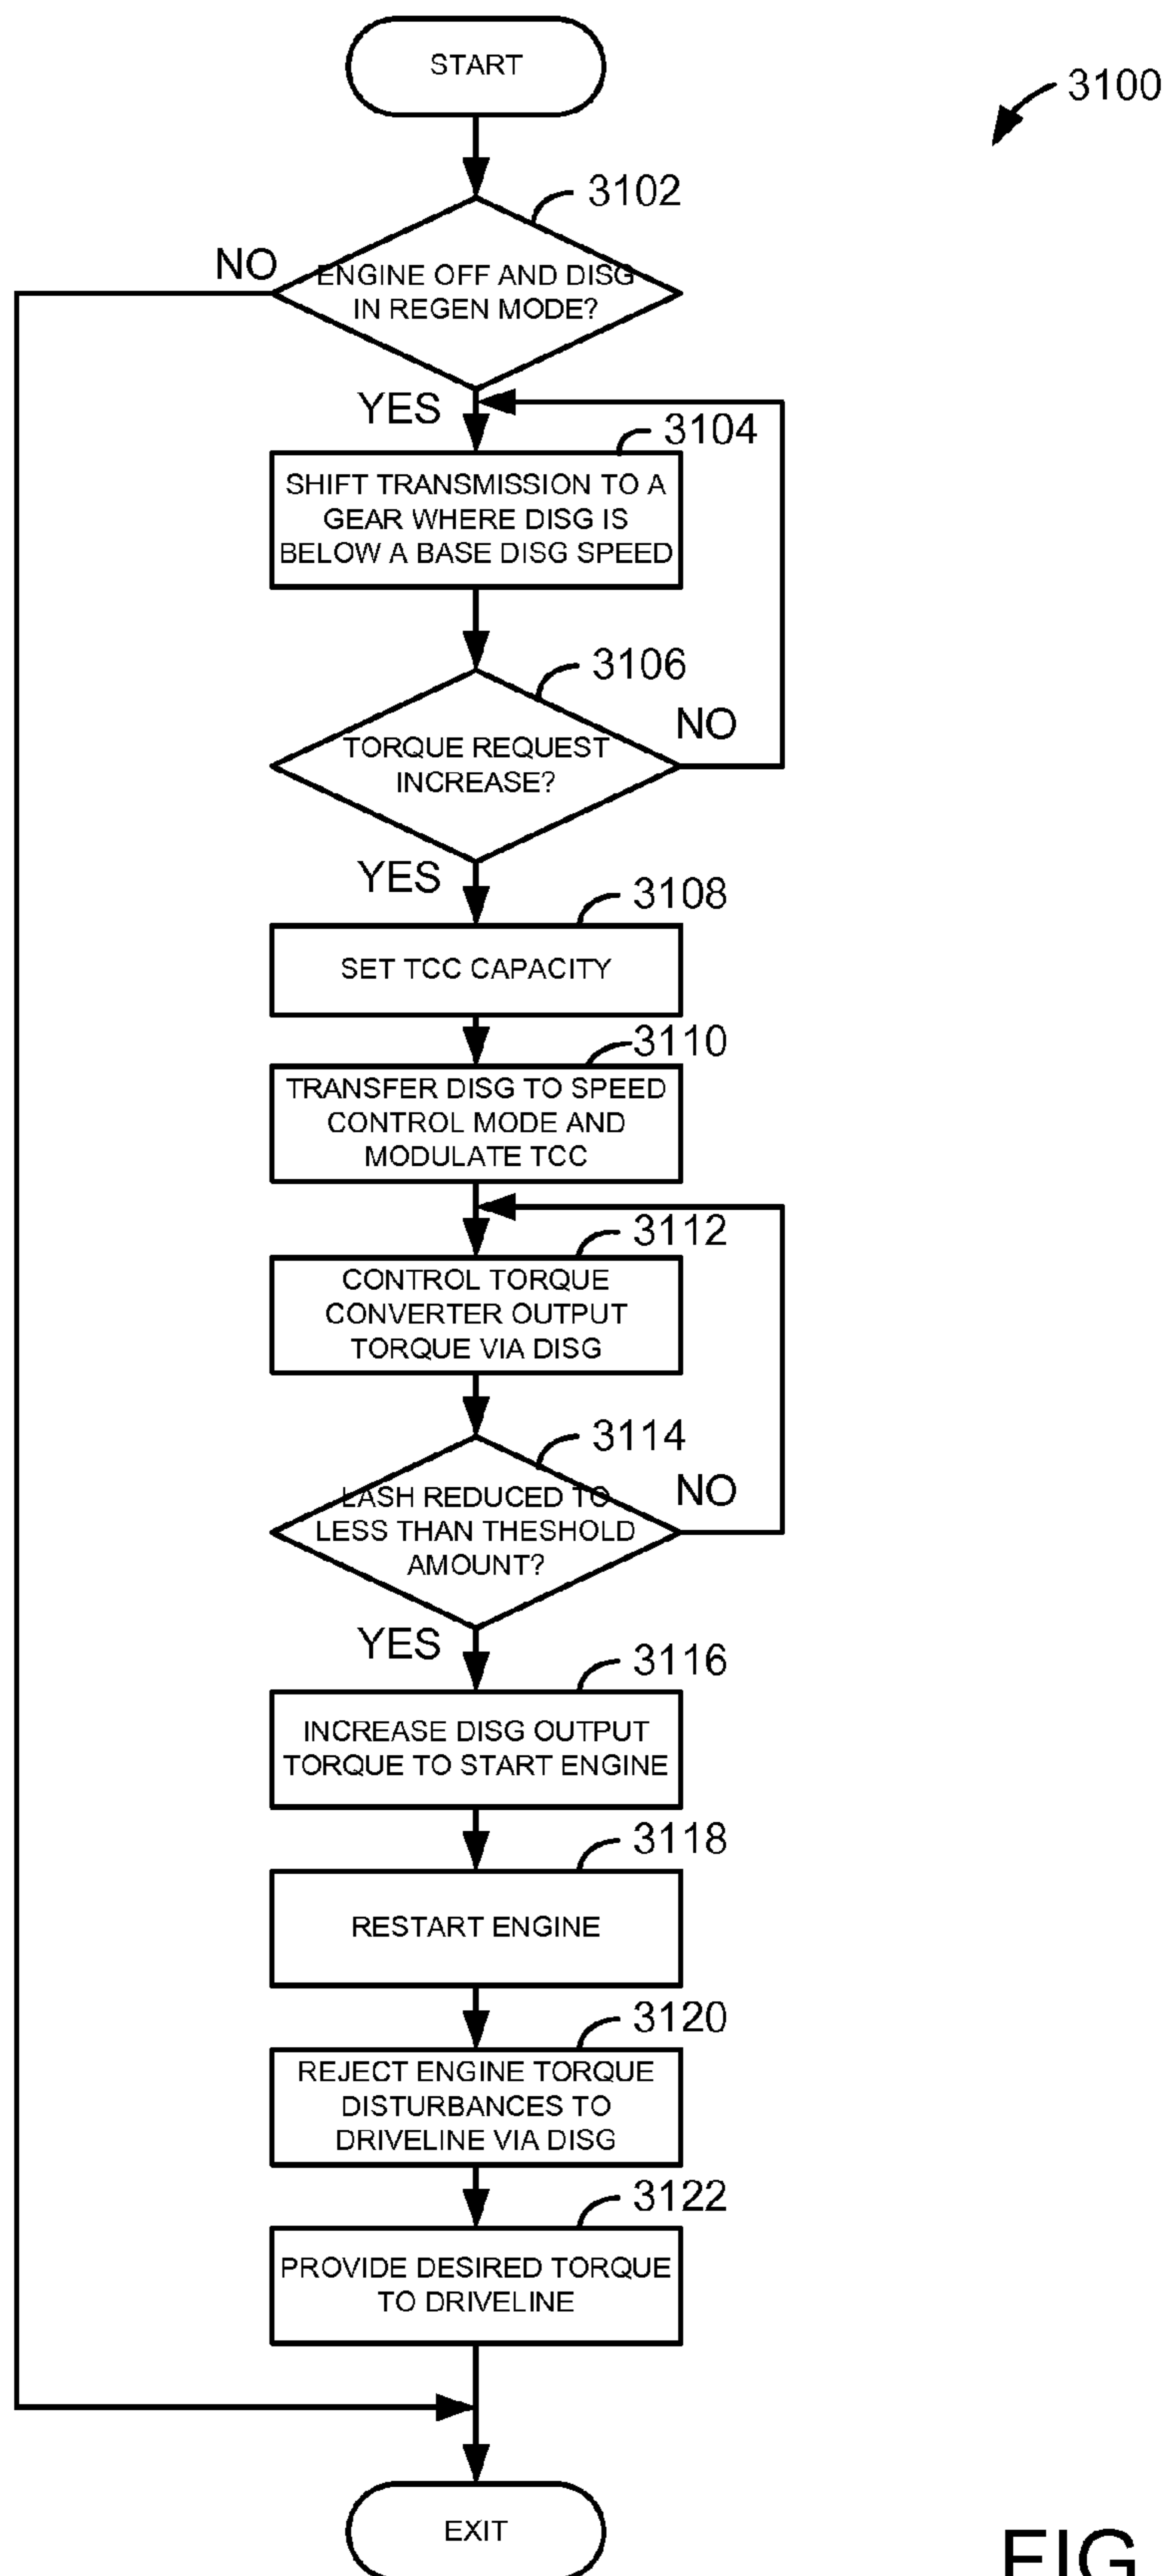 START
3100
3102
NO
ENGINE OFF AND DISG
IN REGEN MODE?
YES
3104
SHIFT TRANSMISSION TO A
GEAR WHERE DISG IS
BELOW A BASE DISG SPEED
3106
NO
TORQUE REQUEST
INCREASE?
YES
3108
SET TCC CAPACITY
3110
TRANSFER DISG TO SPEED
CONTROL MODE AND
MODULATE TCC
3112
CONTROL TORQUE
CONVERTER OUTPUT
TORQUE VIA DISG
3114
NO
LASH REDUCED TO
LESS THAN THESHOLD
AMOUNT?
YES
3116
INCREASE DISG OUTPUT
TORQUE TO START ENGINE
3118
RESTART ENGINE
3120
REJECT ENGINE TORQUE
DISTURBANCES TO
DRIVELINE VIA DISG
3122
PROVIDE DESIRED TORQUE
TO DRIVELINE
EXIT
FIG